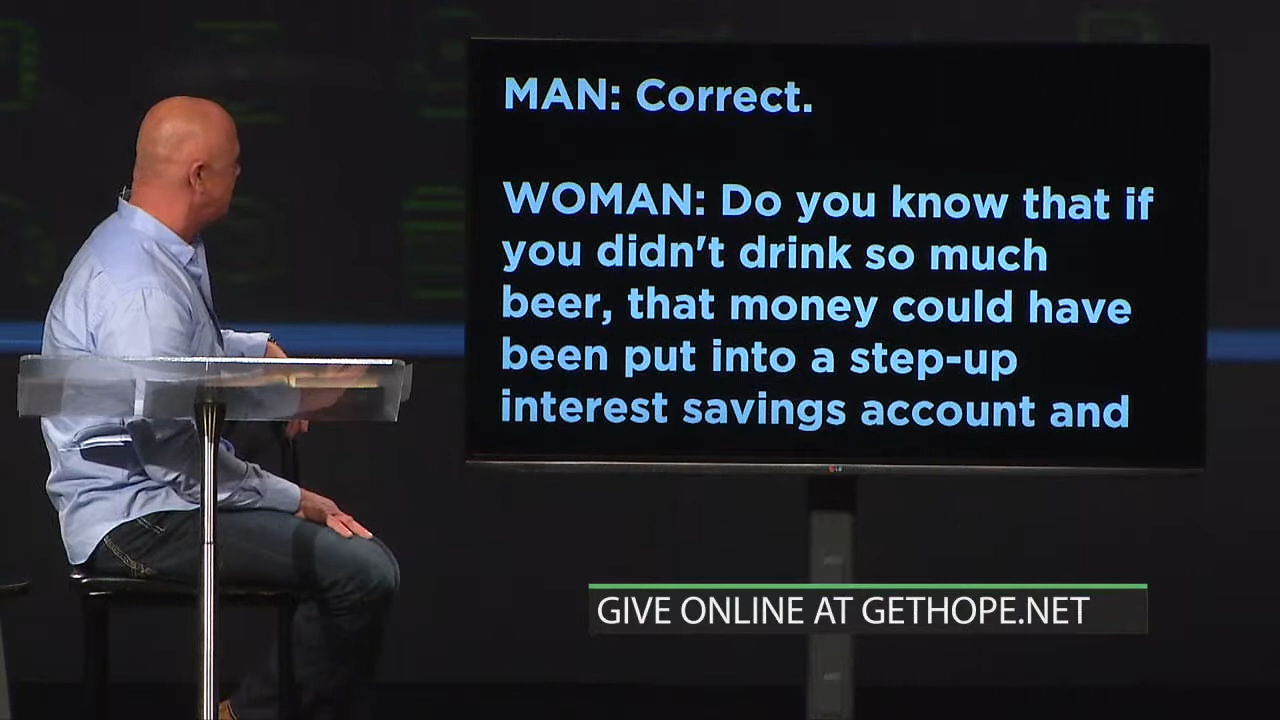 MAN: Correct.
WOMAN: Do you know that if
you didn't drink so much
beer, that money could have
been put into a step-up
interest savings account and
LG
GIVE ONLINE AT GETHOPE.NET